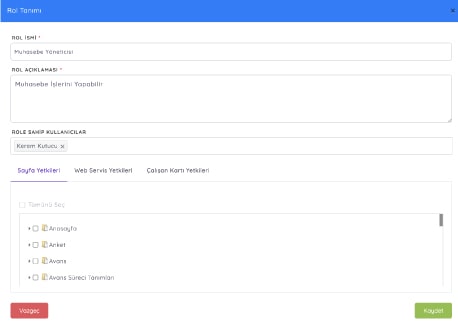 Rol Tanımı
×
ROL İSMİ *
Muhasebe Yöneticisi
ROL AÇIKLAMASI *
Muhasebe İşlerini Yapabilir
ROLE SAHİP KULLANICILAR
Kerem Kutucu ×
Sayfa Yetkileri Web Servis Yetkileri Çalışan Kartı Yetkileri
Tümünü Seç
Anasayfa
Anket
Avans
Avans Süreci Tanımları
Vazgeç Kaydet